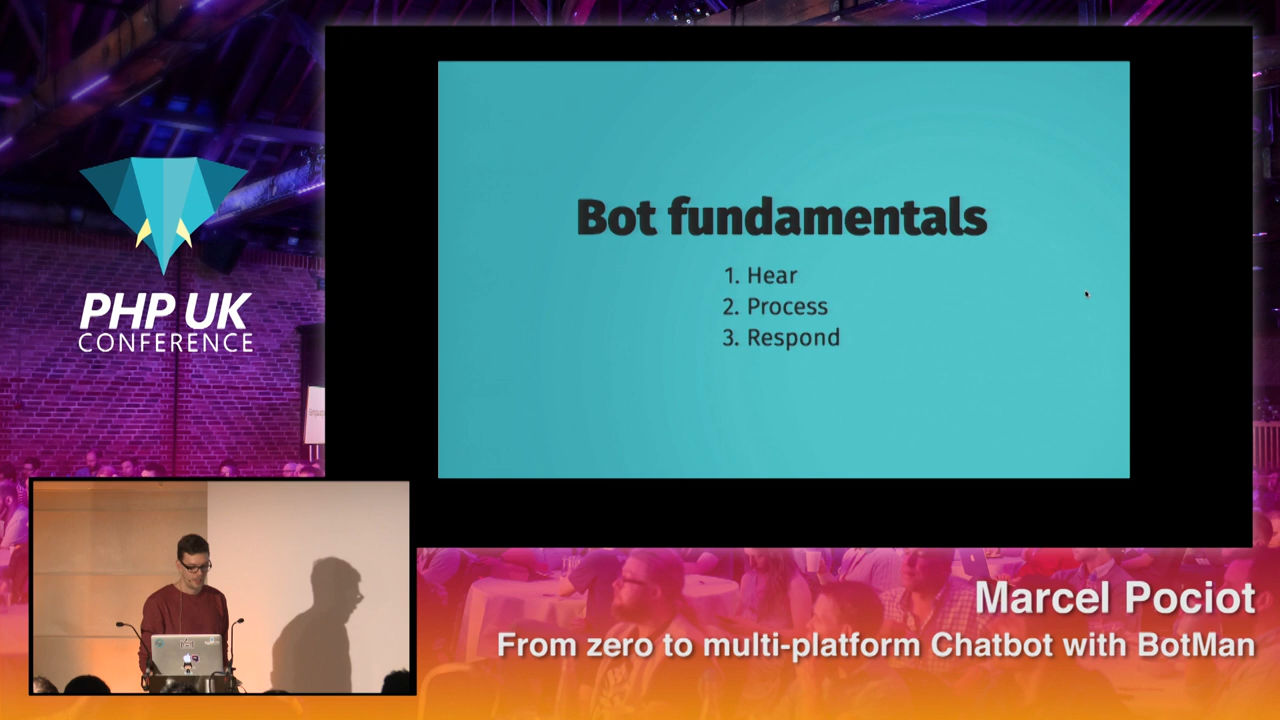 Bot fundamentals
1. Hear
2. Process
3. Respond
PHP UK
CONFERENCE
Marcel Pociot
From zero to multi-platform Chatbot with BotMan